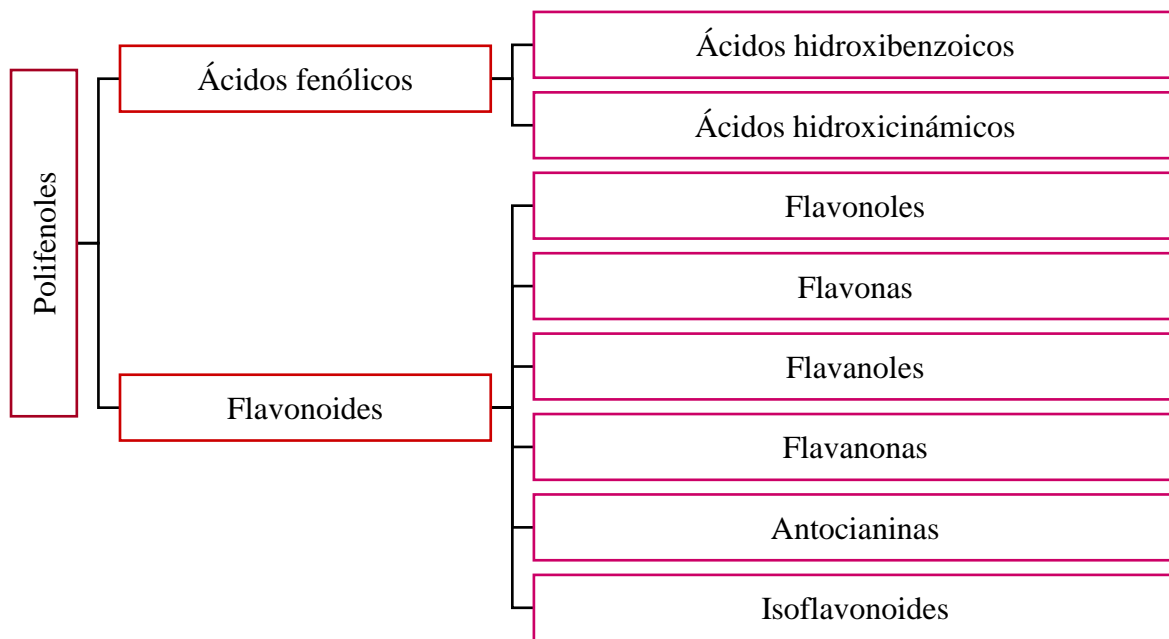 Polifenoles
Ácidos fenólicos
Ácidos hidroxibenzoicos
Ácidos hidroxicinámicos
Flavonoides
Flavonoles
Flavonas
Flavanoles
Flavanonas
Antocianinas
Isoflavonoides